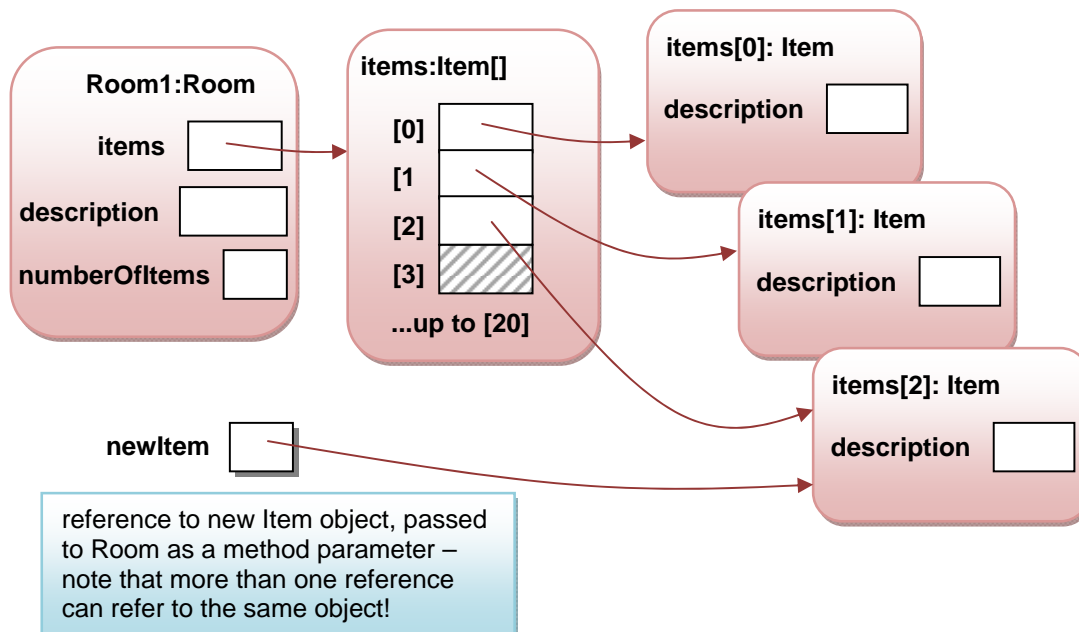 Room1:Room
items
description
numberOfItems
items:Item[]
[0]
[1
[2]
[3]
...up to [20]
items[0]: Item
description
items[1]: Item
description
items[2]: Item
description
newItem
reference to new Item object, passed
to Room as a method parameter –
note that more than one reference
can refer to the same object!